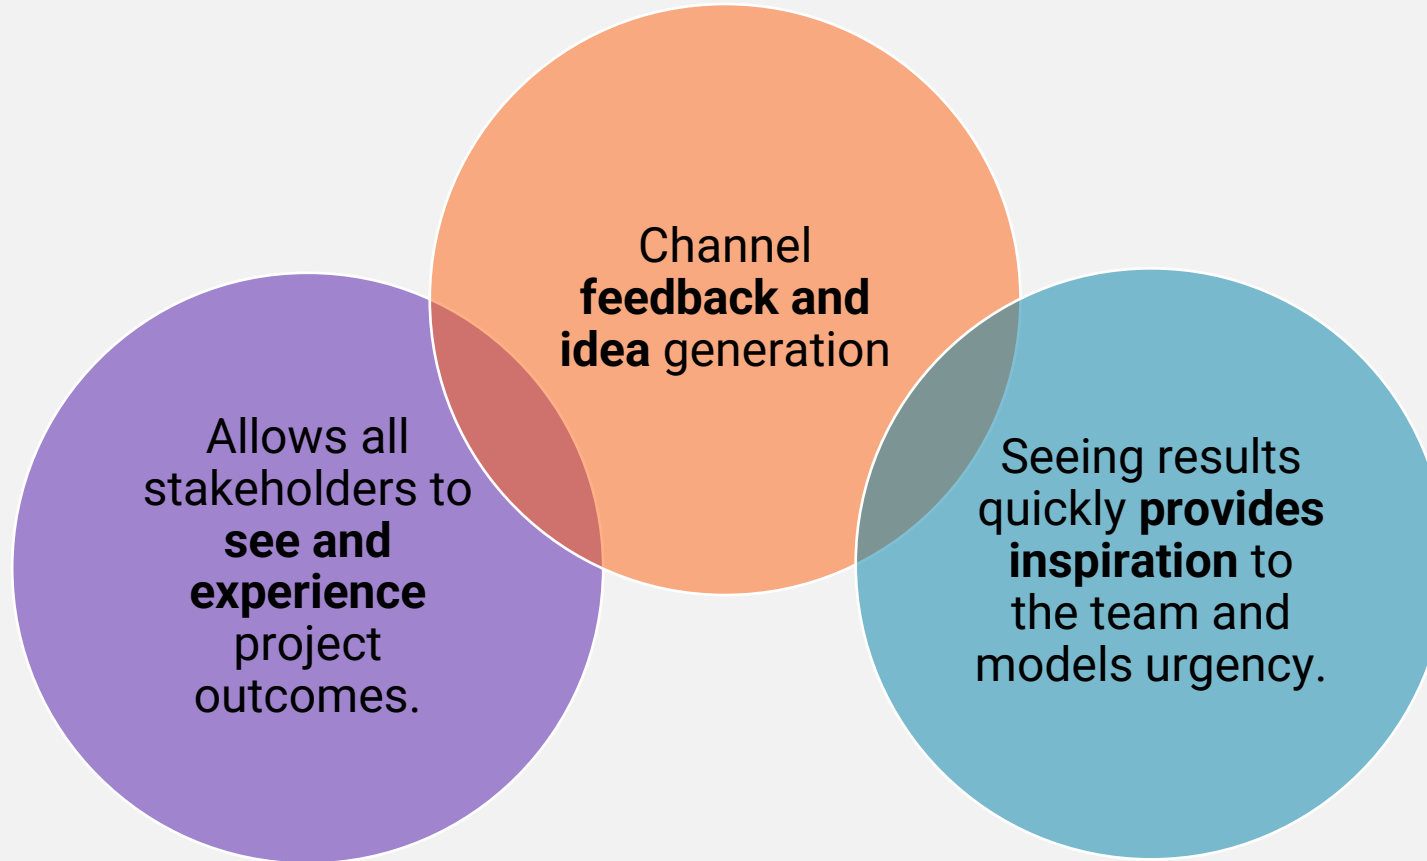 Channel
feedback and
idea generation
Allows all
stakeholders to
see and
experience
project
outcomes.
Seeing results
quickly provides
inspiration to
the team and
models urgency.